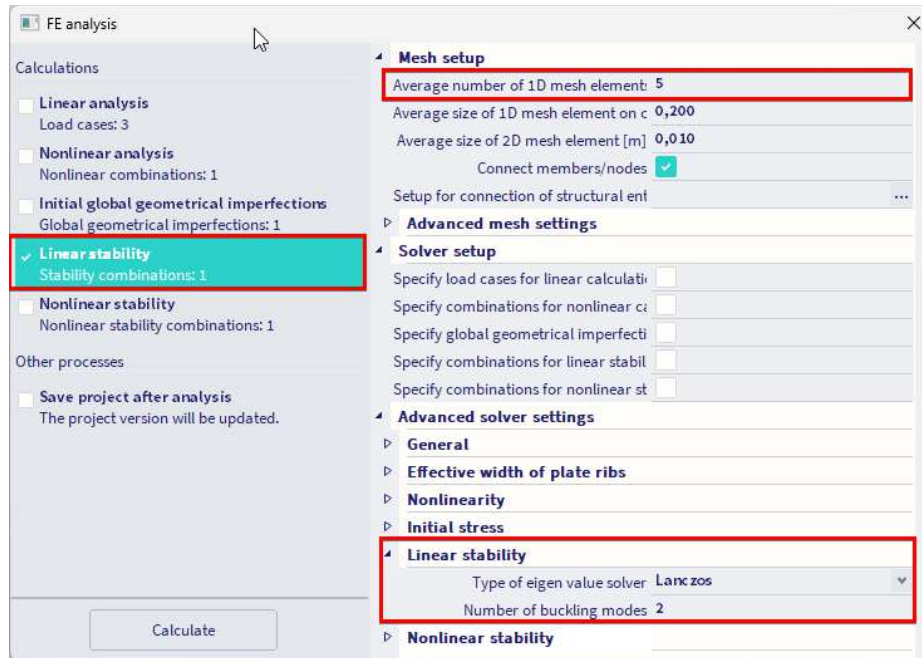 FE analysis
Calculations
Linear analysis
Load cases: 3
Nonlinear analysis
Nonlinear combinations: 1
Initial global geometrical imperfections
Global geometrical imperfections: 1
Linear stability
Stability combinations: 1
Nonlinear stability
Nonlinear stability combinations: 1
Other processes
Save project after analysis
The project version will be updated.
Calculate
Mesh setup
Average number of 1D mesh element: 5
Average size of 1D mesh element on c 0,200
Average size of 2D mesh element [m] 0,010
Connect members/nodes
Setup for connection of structural ent ...
Advanced mesh settings
Solver setup
Specify load cases for linear calculati
Specify combinations for nonlinear ca
Specify global geometrical imperfecti
Specify combinations for linear stabil
Specify combinations for nonlinear st
Advanced solver settings
General
Effective width of plate ribs
Nonlinearity
Initial stress
Linear stability
Type of eigen value solver Lanczos
Number of buckling modes 2
Nonlinear stability